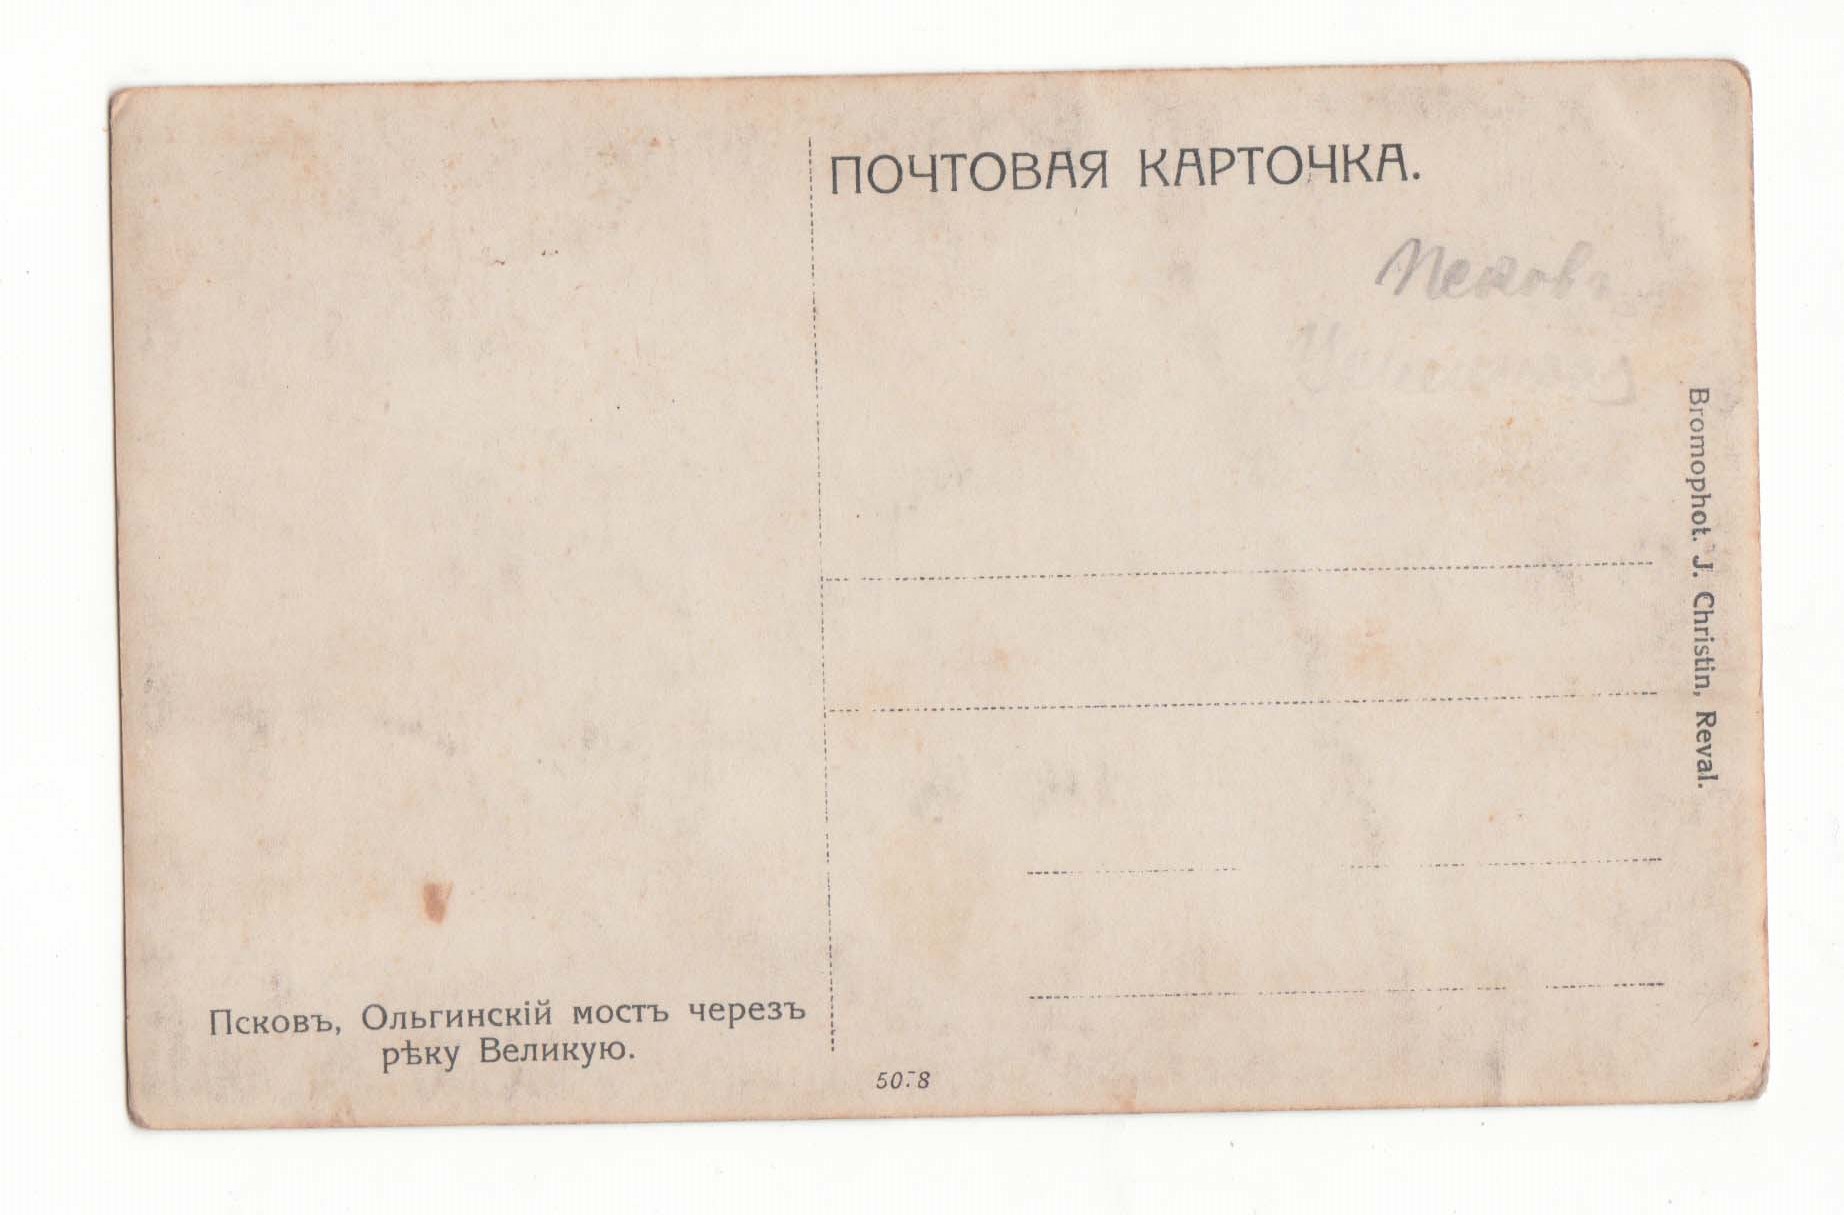 ПОЧТОВАЯ КАРТОЧКА.
Псковъ
Bromophot. J. Christin, Reval.
Псковъ, Ольгинскій мостъ черезъ
рѣку Великую.